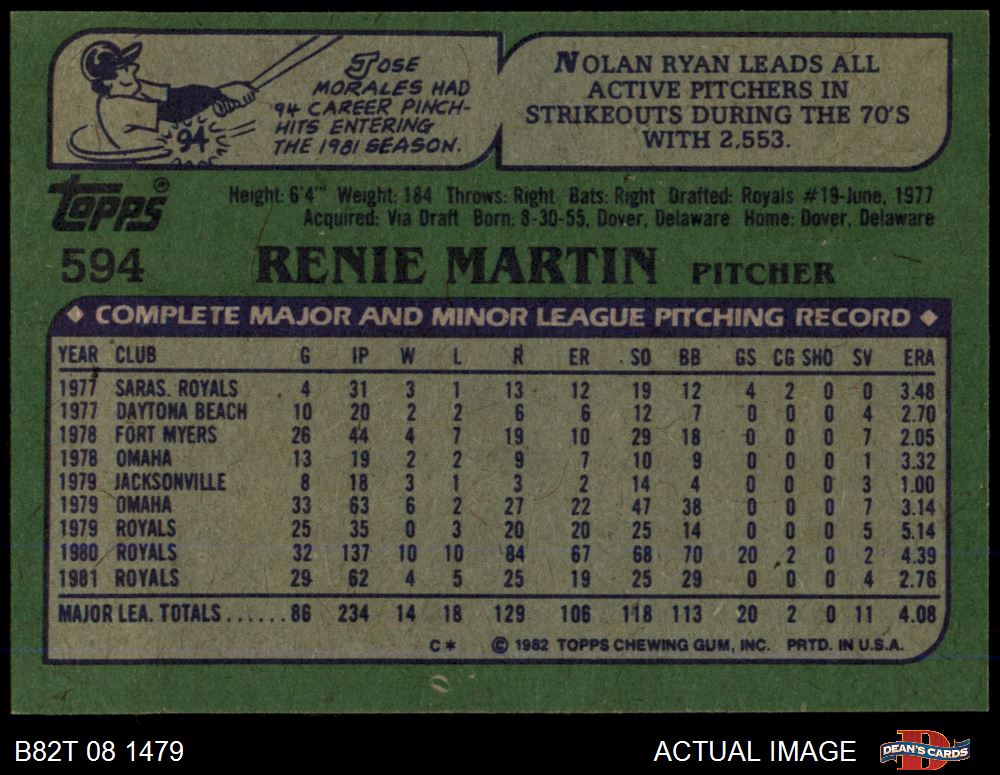 Jose
MORALES HAD
94 CAREER PINCH-
HITS ENTERING
THE 1981 SEASON.
94
NOLAN RYAN LEADS ALL
ACTIVE PITCHERS IN
STRIKEOUTS DURING THE 70'S
WITH 2,553.
Topps®
Height: 6'4" Weight: 184 Throws: Right Bats: Right Drafted: Royals #19-June, 1977
Acquired: Via Draft Born: 8-30-55, Dover, Delaware Home: Dover, Delaware
594 RENIE MARTIN PITCHER
◆ COMPLETE MAJOR AND MINOR LEAGUE PITCHING RECORD ◆
YEAR CLUB G IP W L R ER SO BB GS CG SHO SV ERA
1977 SARAS. ROYALS 4 31 3 1 13 12 19 12 4 2 0 0 3.48
1977 DAYTONA BEACH 10 20 2 2 6 6 12 7 0 0 0 4 2.70
1978 FORT MYERS 26 44 4 7 19 10 29 18 0 0 0 7 2.05
1978 OMAHA 13 19 2 2 9 7 10 9 0 0 0 1 3.32
1979 JACKSONVILLE 8 18 3 1 3 2 14 4 0 0 0 3 1.00
1979 OMAHA 33 63 6 2 27 22 47 38 0 0 0 7 3.14
1979 ROYALS 25 35 0 3 20 20 25 14 0 0 0 5 5.14
1980 ROYALS 32 137 10 10 84 67 68 70 20 2 0 2 4.39
1981 ROYALS 29 62 4 5 25 19 25 29 0 0 0 4 2.76
MAJOR LEA. TOTALS......86 234 14 18 129 106 118 113 20 2 0 11 4.08
C* © 1982 TOPPS CHEWING GUM, INC. PRTD. IN U.S.A.
B82T 08 1479 ACTUAL IMAGE DEAN'S CARDS